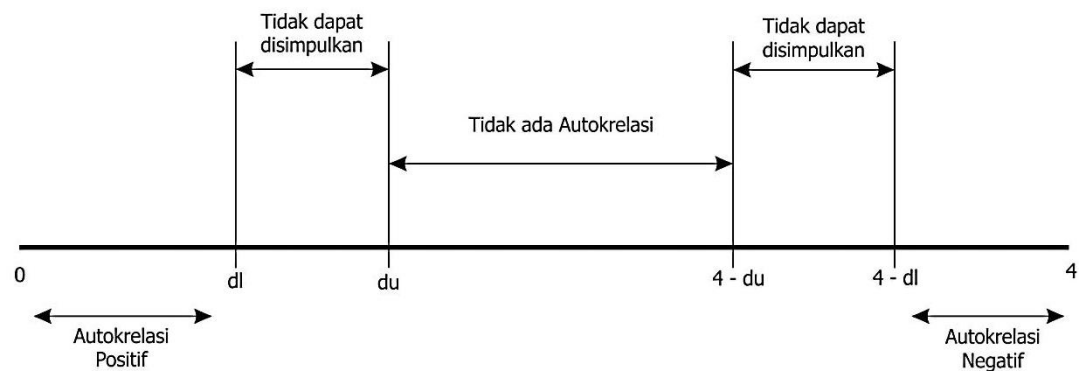 Tidak dapat
disimpulkan
Tidak dapat
disimpulkan
Tidak ada Autokrelasi
0
dl
du
4 - du
4 - dl
4
Autokrelasi
Positif
Autokrelasi
Negatif